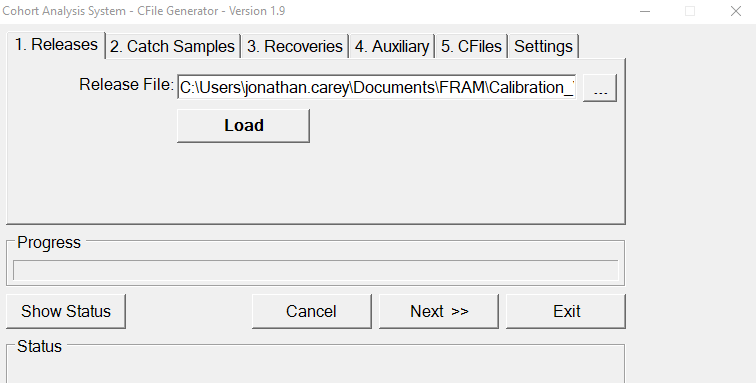 Cohort Analysis System - CFile Generator - Version 1.9
1. Releases 2. Catch Samples 3. Recoveries 4. Auxiliary 5. CFiles Settings
Release File: C:\Users\jonathan.carey\Documents\FRAM\Calibration_ ...
Load
Progress
Show Status Cancel Next >> Exit
Status